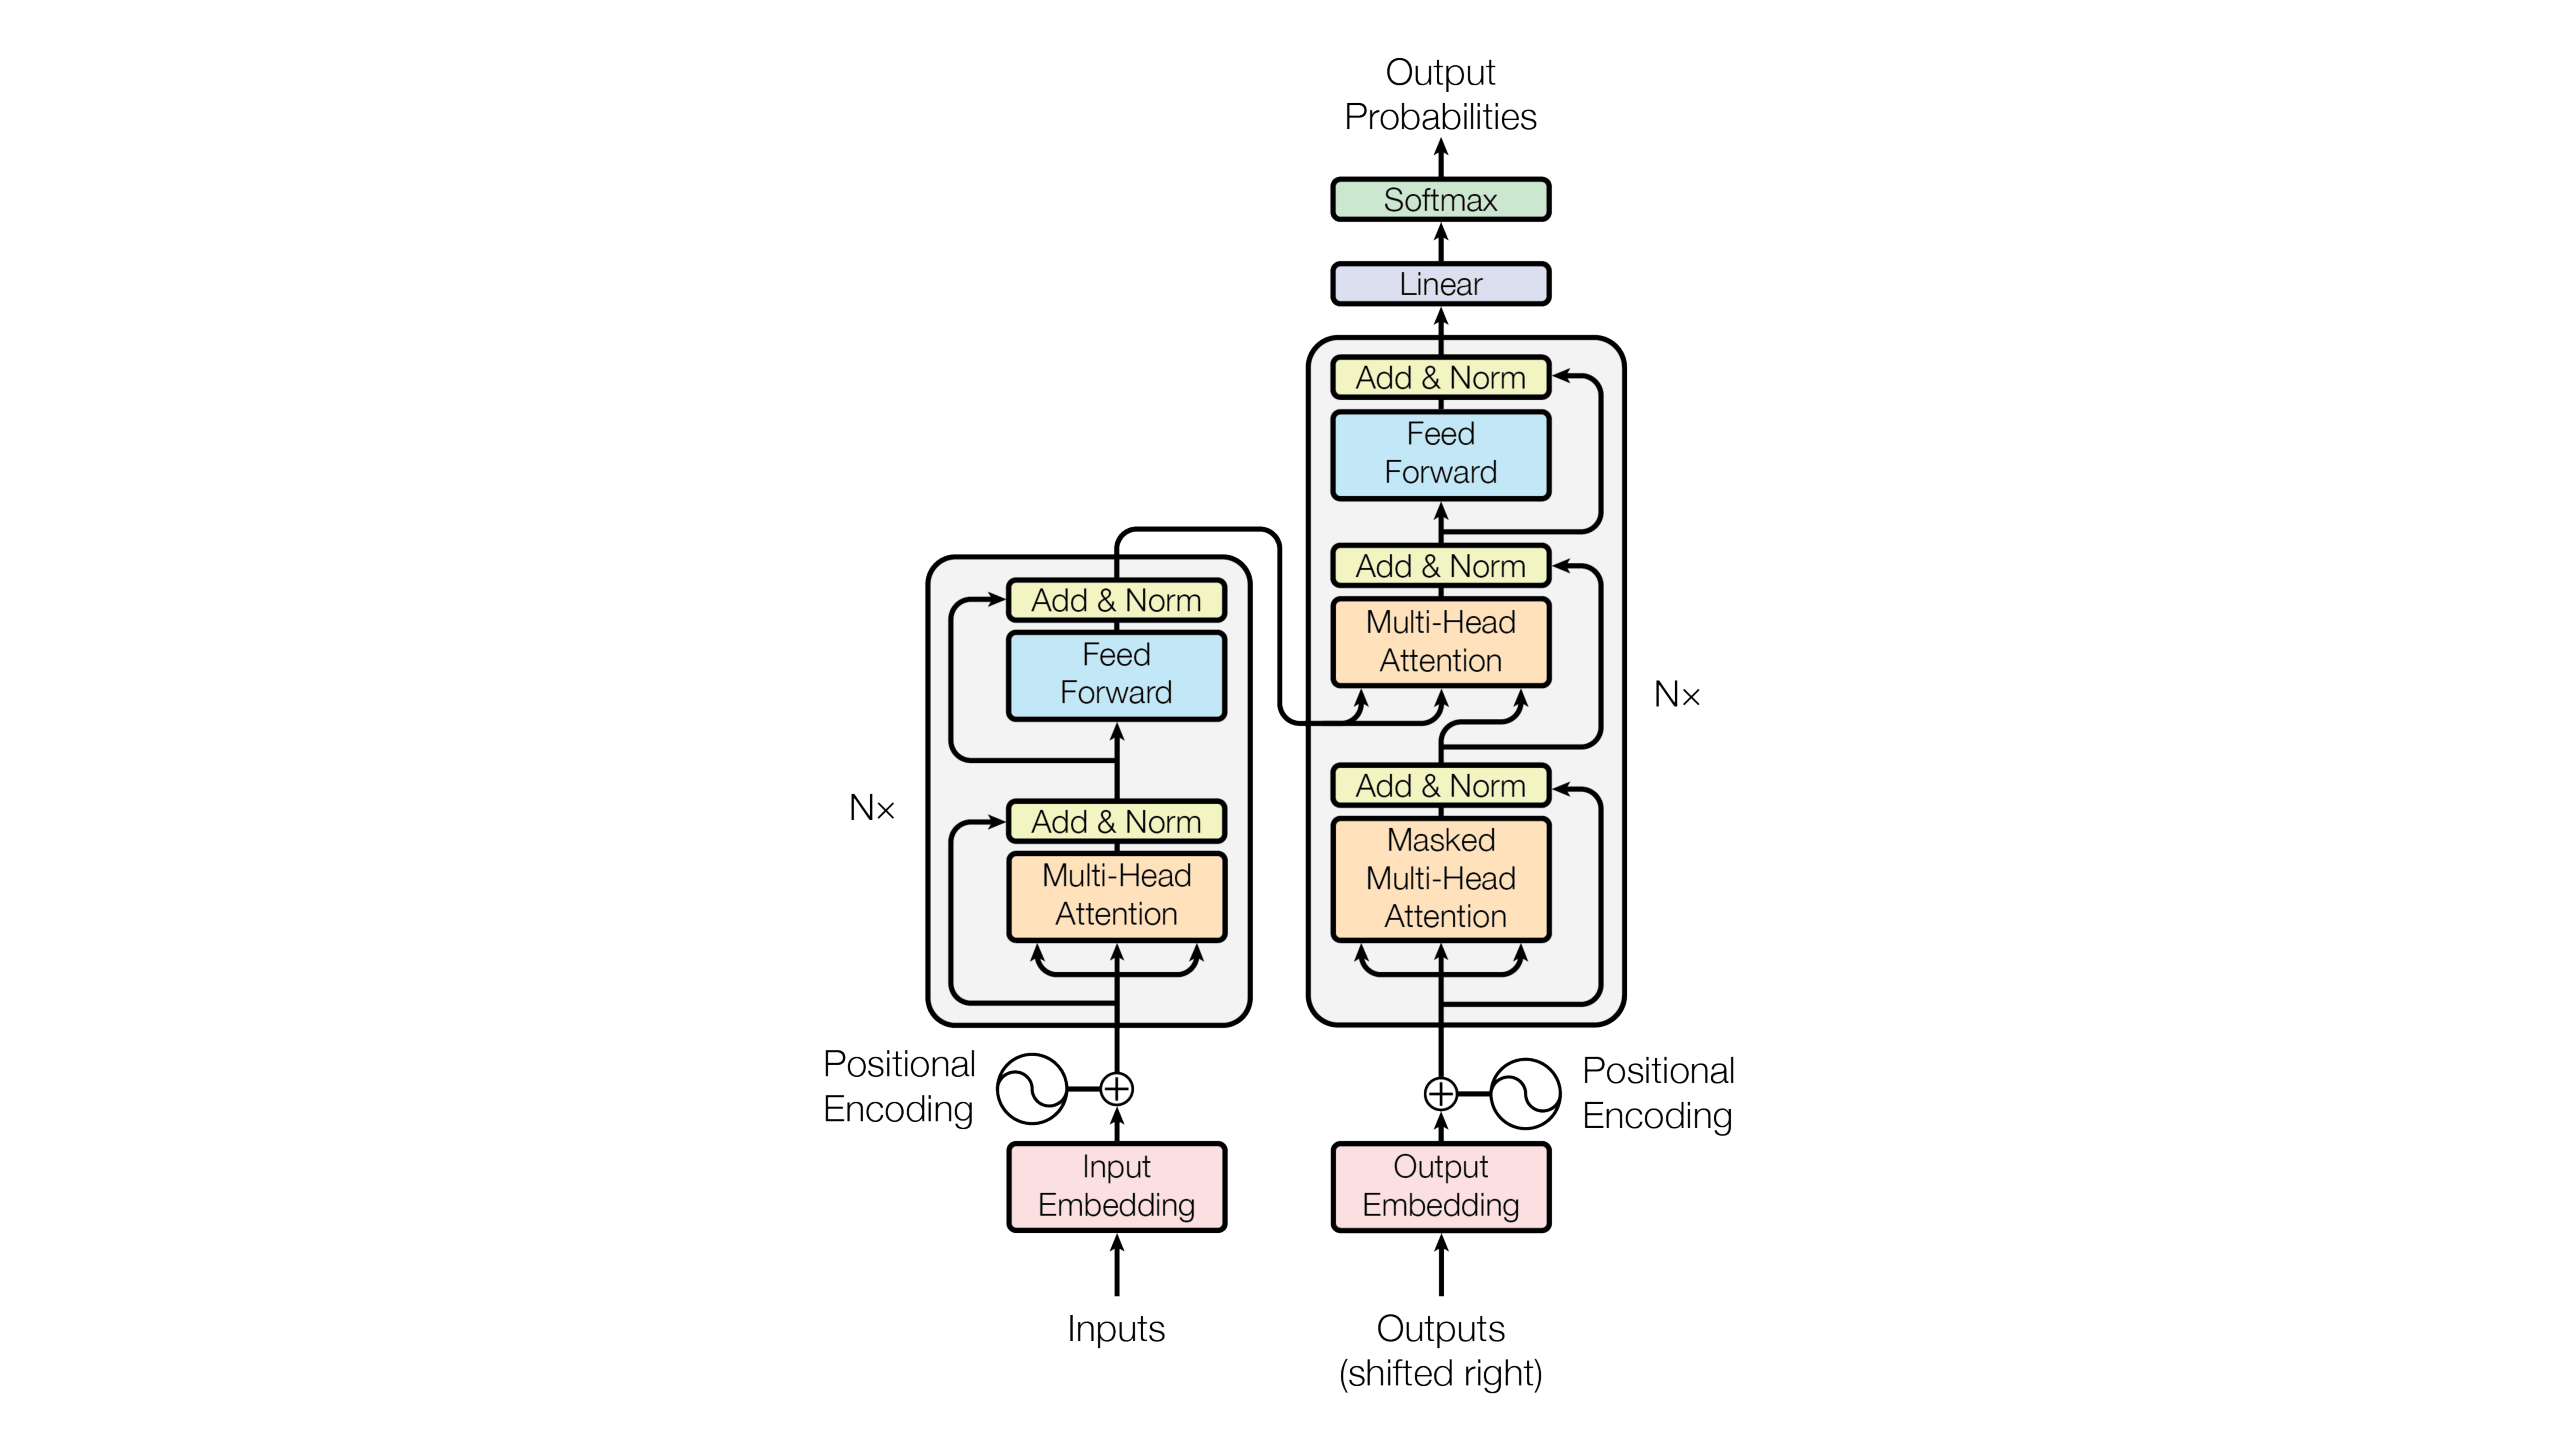 Output
Probabilities
Softmax
Linear
Add & Norm
Feed
Forward
Add & Norm
Multi-Head
Attention
Add & Norm
Masked
Multi-Head
Attention
Nx
Add & Norm
Feed
Forward
Add & Norm
Multi-Head
Attention
Nx
Positional
Encoding
Positional
Encoding
Input
Embedding
Output
Embedding
Inputs
Outputs
(shifted right)